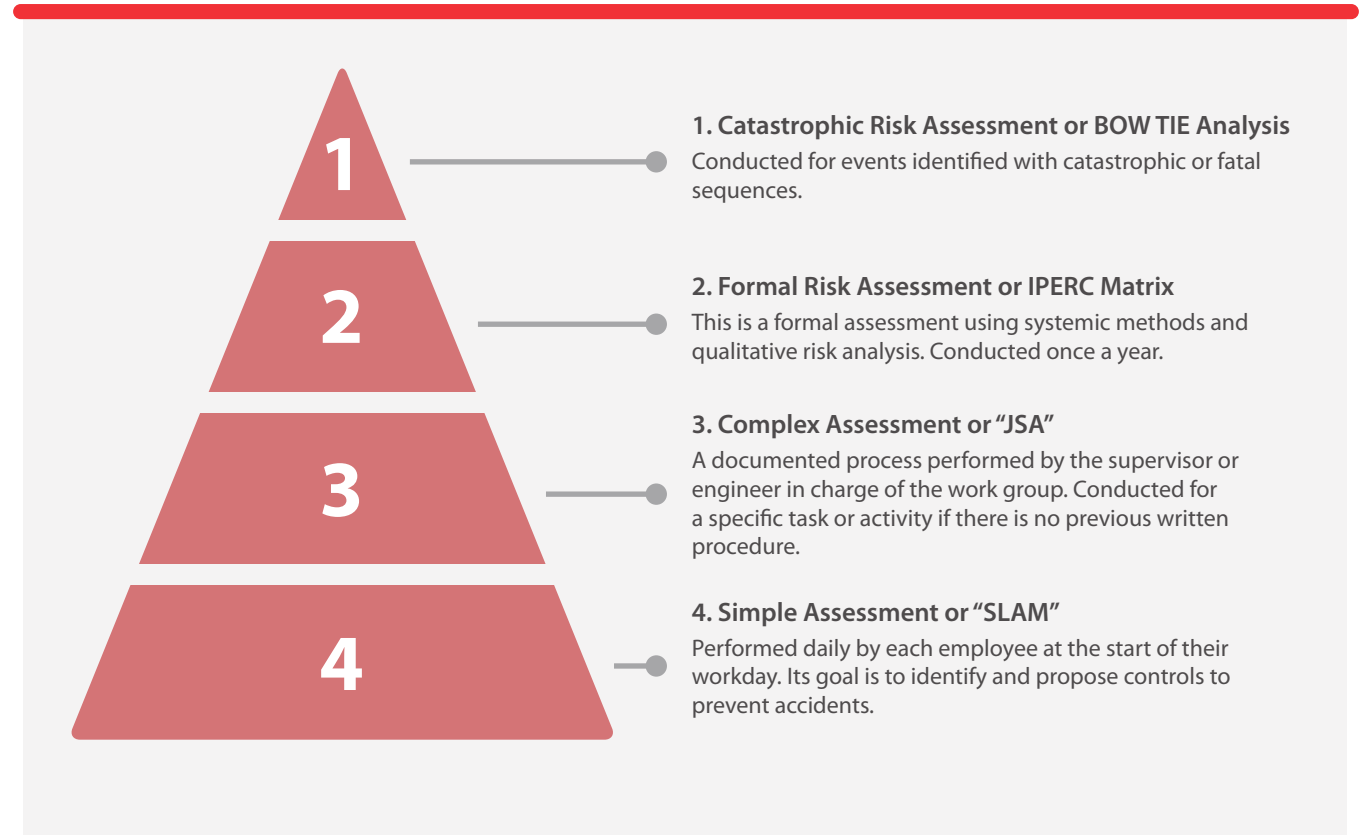 1
1. Catastrophic Risk Assessment or BOW TIE Analysis
Conducted for events identified with catastrophic or fatal
sequences.
2
2. Formal Risk Assessment or IPERC Matrix
This is a formal assessment using systemic methods and
qualitative risk analysis. Conducted once a year.
3
3. Complex Assessment or “JSA”
A documented process performed by the supervisor or
engineer in charge of the work group. Conducted for
a specific task or activity if there is no previous written
procedure.
4
4. Simple Assessment or “SLAM”
Performed daily by each employee at the start of their
workday. Its goal is to identify and propose controls to
prevent accidents.